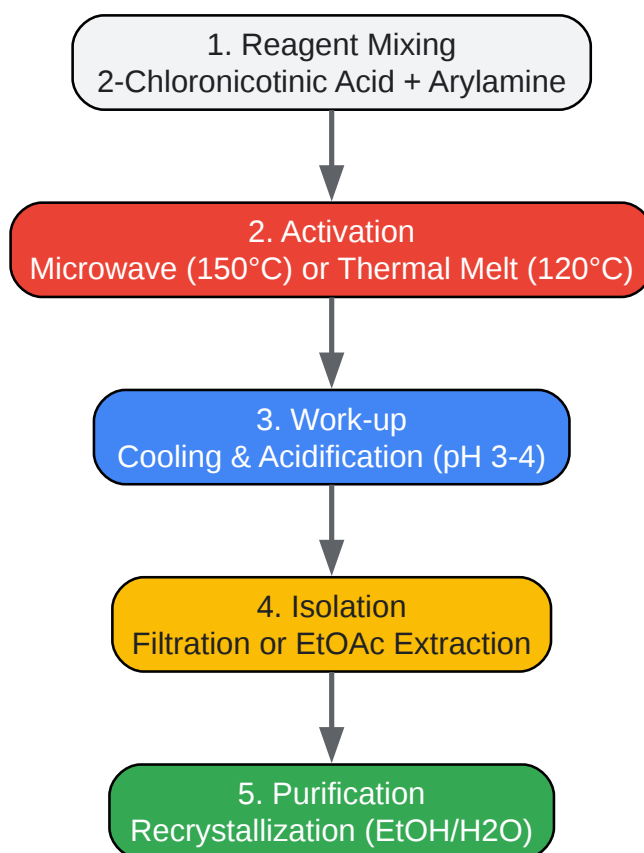 1. Reagent Mixing
2-Chloronicotinic Acid + Arylamine
2. Activation
Microwave (150°C) or Thermal Melt (120°C)
3. Work-up
Cooling & Acidification (pH 3-4)
4. Isolation
Filtration or EtOAc Extraction
5. Purification
Recrystallization (EtOH/H2O)